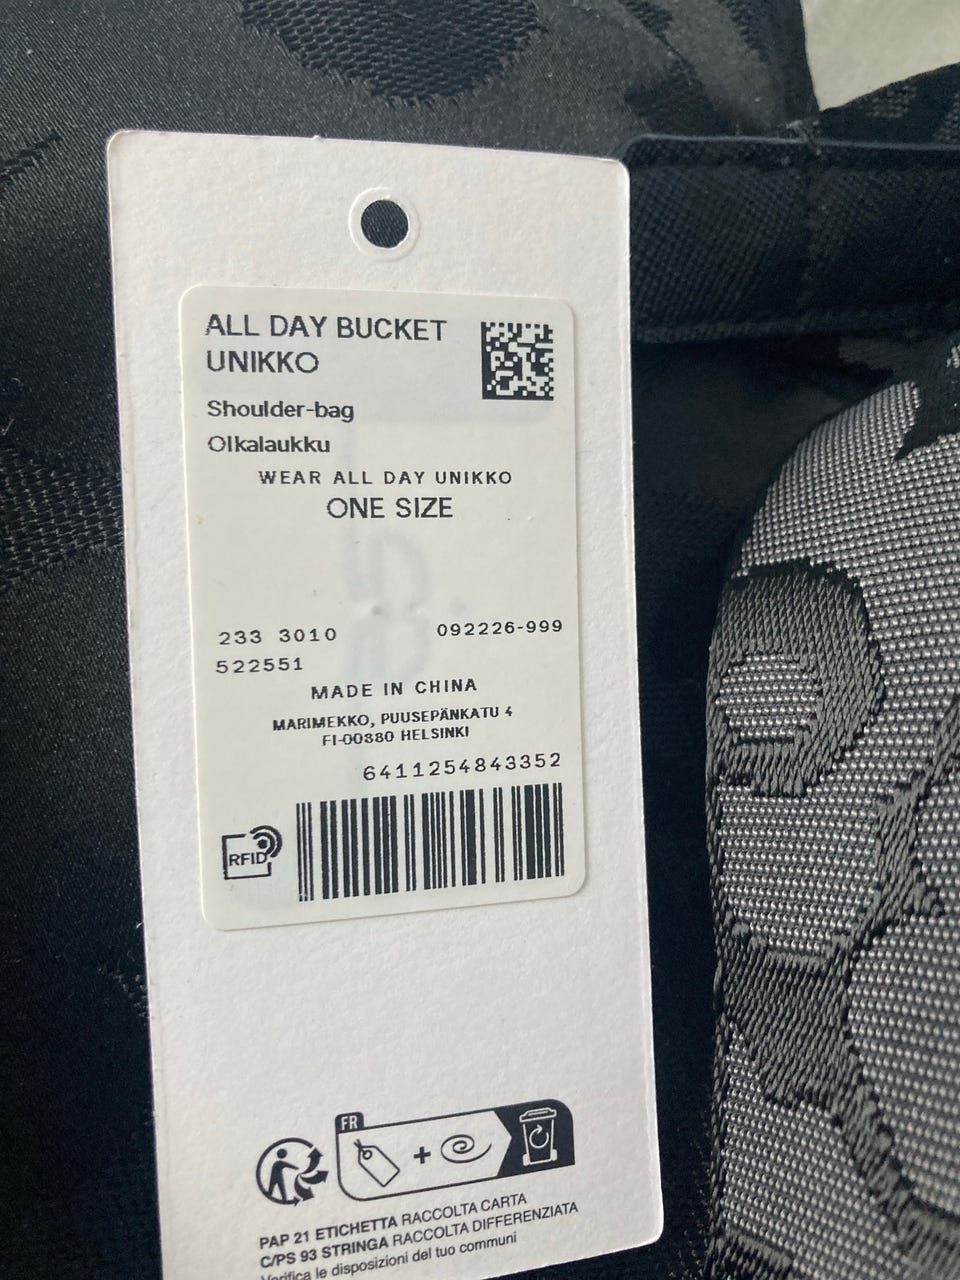 ALL DAY BUCKET
UNIKKO
Shoulder-bag
Olkalaukku
WEAR ALL DAY UNIKKO
ONE SIZE
233 3010
092226-999
522551
MADE IN CHINA
MARIMEKKO, PUUSEPÄNKATU 4
FI-00880 HELSINKI
6411254843352
RFID
FR
PAP 21 ETICHETTA RACCOLTA CARTA
C/PS 93 STRINGA RACCOLTA DIFFERENZIATA
Verifica le disposizioni del tuo communi